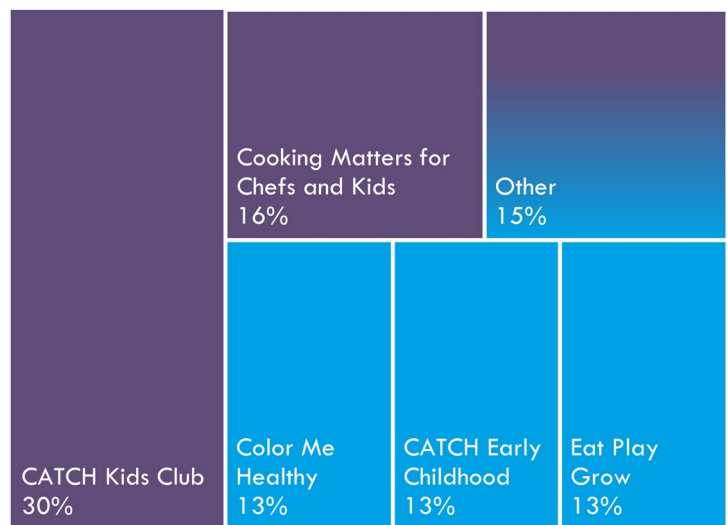 CATCH Kids Club
30%
Cooking Matters for
Chefs and Kids
16%
Other
15%
Color Me
Healthy
13%
CATCH Early
Childhood
13%
Eat Play
Grow
13%